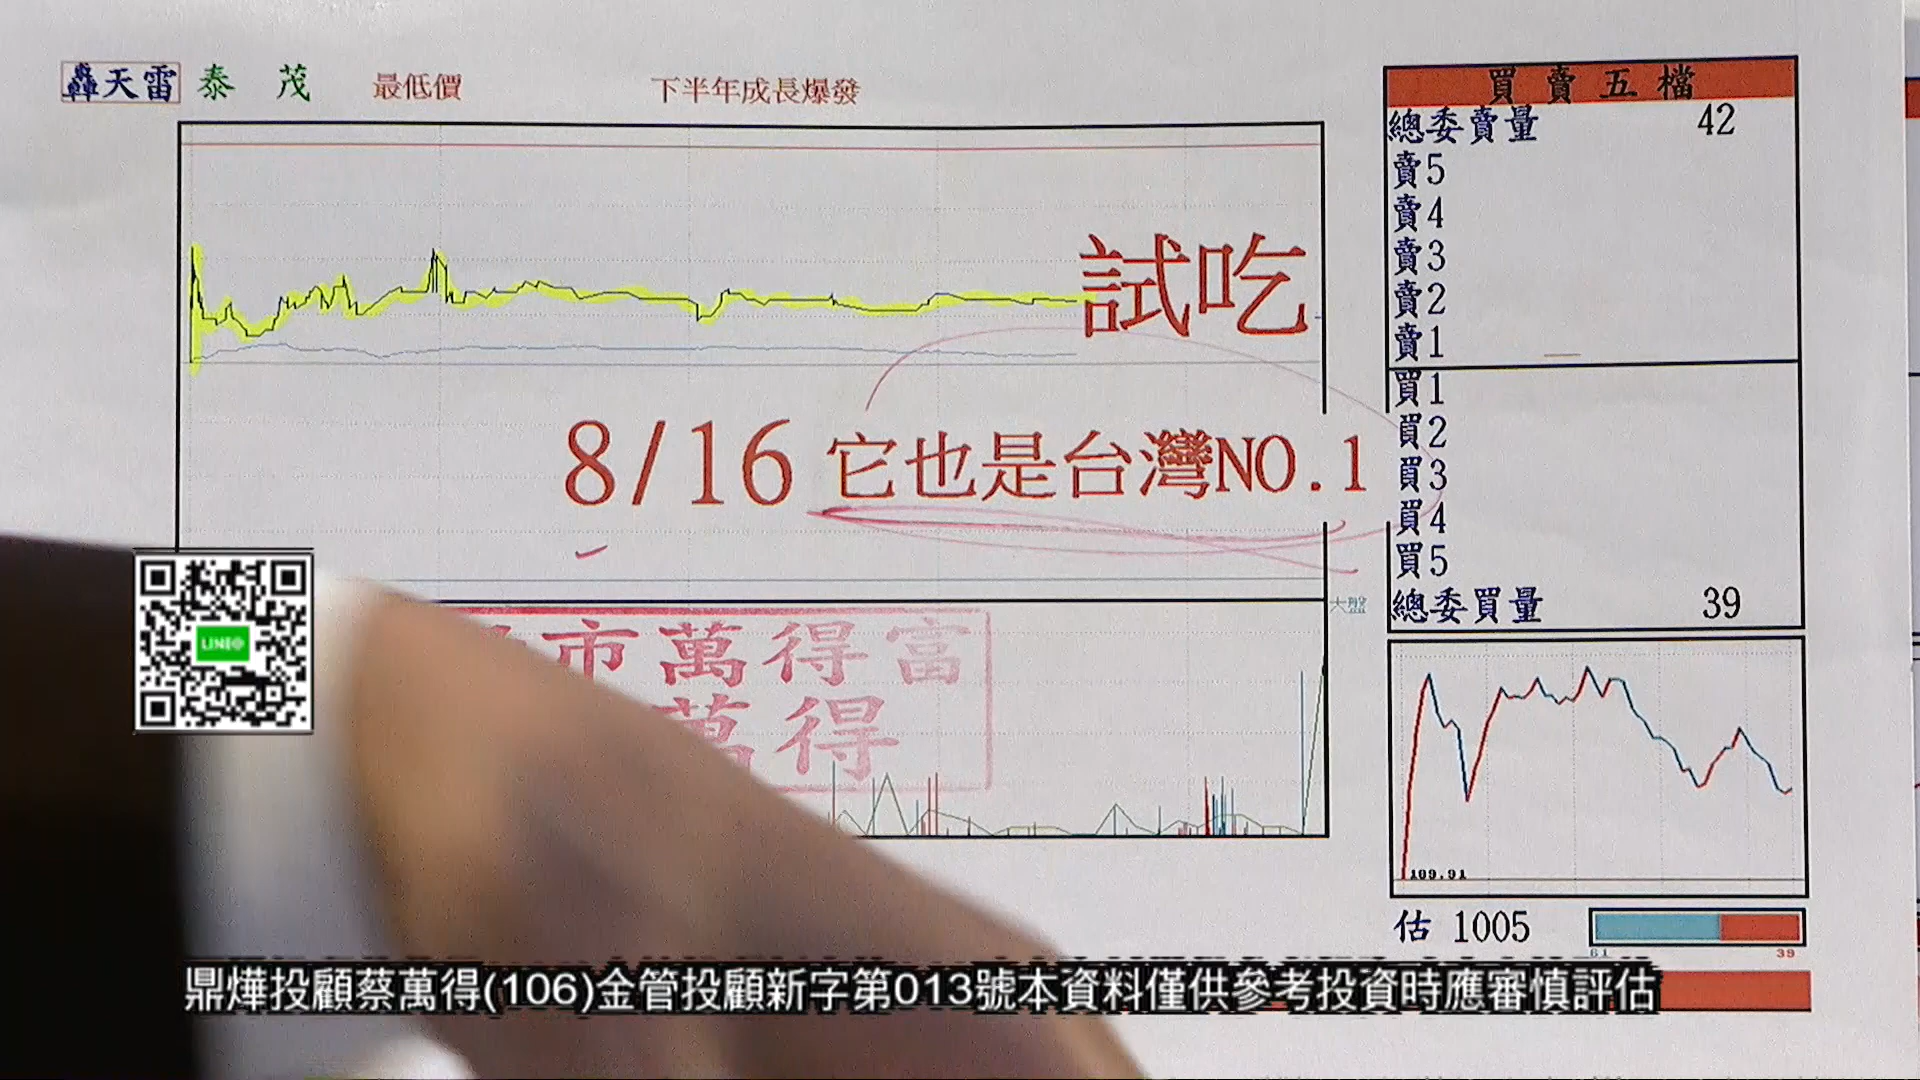 轟天雷 泰茂 最低價 下半年成長爆發
買賣五檔
總委賣量 42
賣5
賣4
賣3
賣2
賣1
試吃
買1
買2
買3
買4
買5
8/16 它也是台灣NO.1
總委買量 39
大盤
LINE@
市萬得富
萬得
109.91
估 1005
61 39
鼎燁投顧蔡萬得(106)金管投顧新字第013號本資料僅供參考投資時應審慎評估